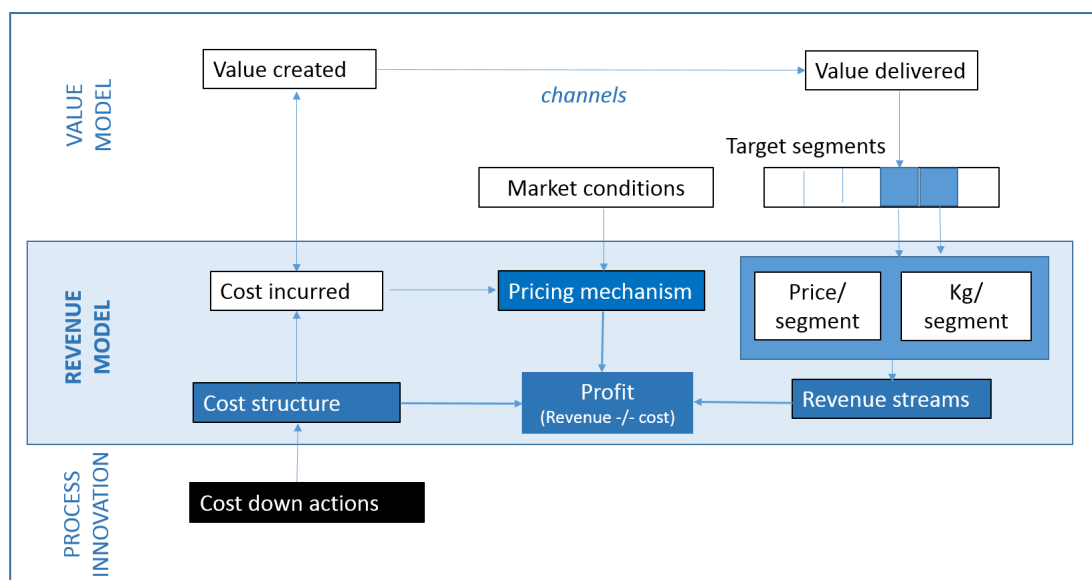 VALUE
MODEL
Value created
channels
Value delivered
Target segments
Market conditions
REVENUE
MODEL
Cost incurred
Pricing mechanism
Price/
segment
Kg/
segment
Cost structure
Profit
(Revenue -/- cost)
Revenue streams
PROCESS
INNOVATION
Cost down actions